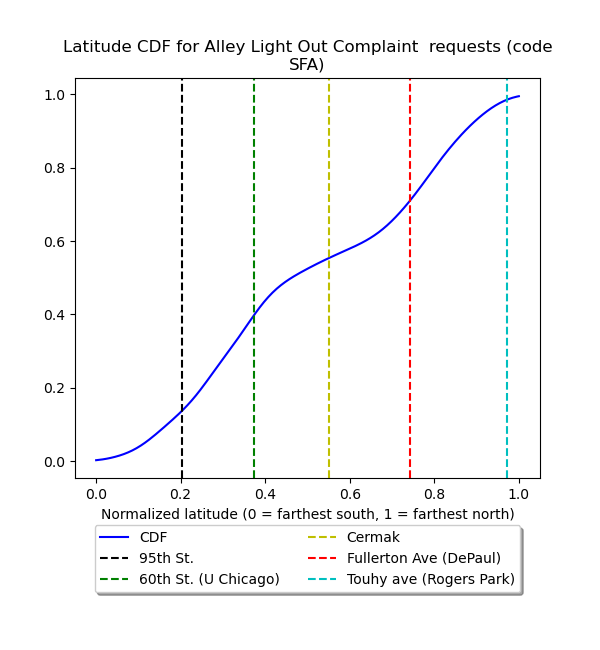 Latitude CDF for Alley Light Out Complaint  requests (code
SFA)
1.0
0.8
0.6
0.4
0.2
0.0
0.0 0.2 0.4 0.6 0.8 1.0
Normalized latitude (0 = farthest south, 1 = farthest north)
CDF
95th St.
60th St. (U Chicago)
Cermak
Fullerton Ave (DePaul)
Touhy ave (Rogers Park)